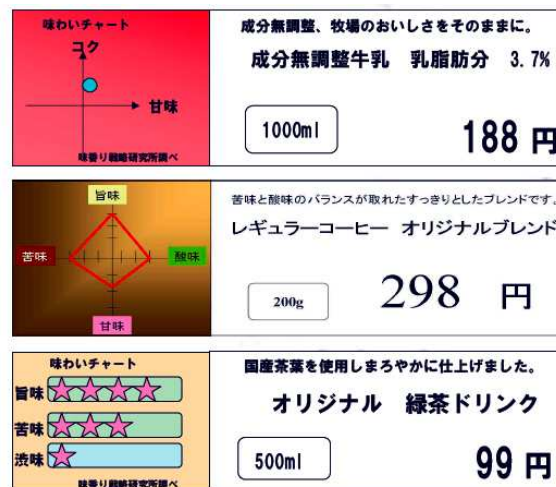 味わいチャート
コク
甘味
味香り戦略研究所調べ
成分無調整、牧場のおいしさをそのままに。
成分無調整牛乳 乳脂肪分 3.7%
1000ml
188 円
旨味
苦味
酸味
甘味
苦味と酸味のバランスが取れたすっきりとしたブレンドです。
レギュラーコーヒー オリジナルブレンド
200g
298 円
味わいチャート
旨味
苦味
渋味
味香り戦略研究所調べ
国産茶葉を使用しまろやかに仕上げました。
オリジナル 緑茶ドリンク
500ml
99 円